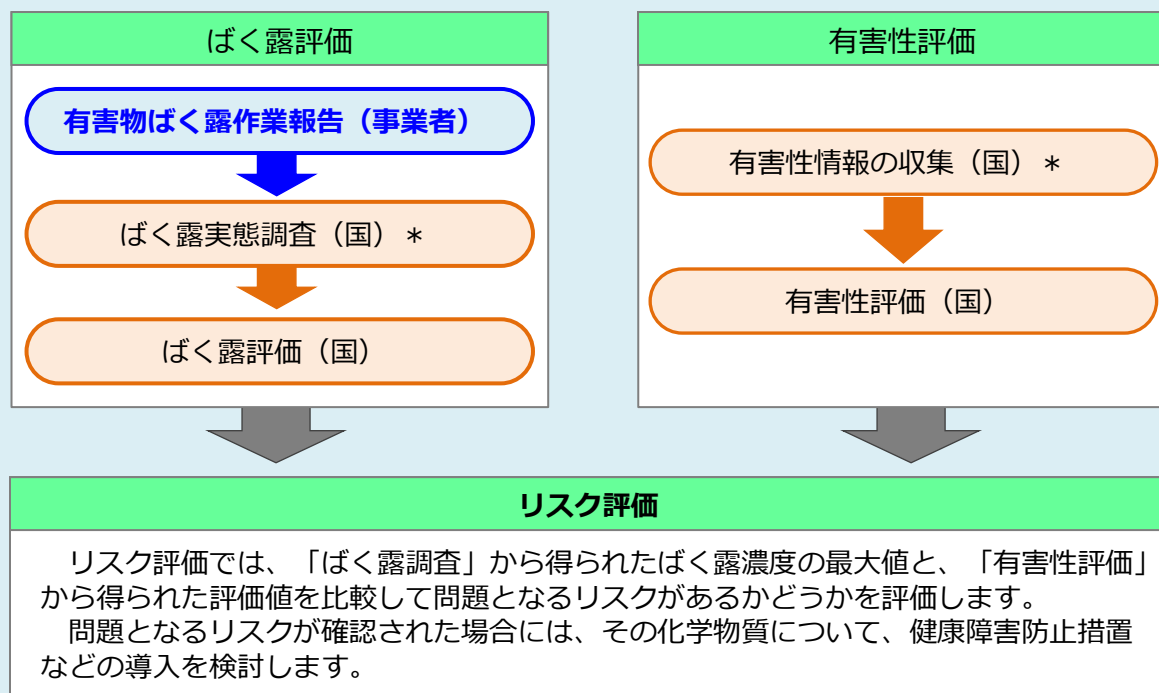 ばく露評価
有害物ばく露作業報告（事業者）
ばく露実態調査（国）＊
ばく露評価（国）
有害性評価
有害性情報の収集（国）＊
有害性評価（国）
リスク評価
リスク評価では、「ばく露調査」から得られたばく露濃度の最大値と、「有害性評価」
から得られた評価値を比較して問題となるリスクがあるかどうかを評価します。
問題となるリスクが確認された場合には、その化学物質について、健康障害防止措置
などの導入を検討します。